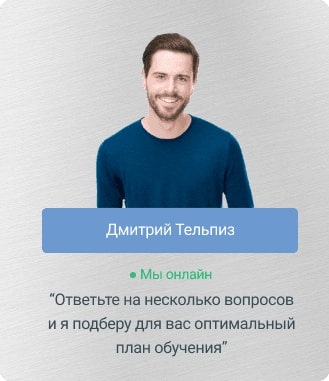 Дмитрий Тельпиз
Мы онлайн
“Ответьте на несколько вопросов
и я подберу для вас оптимальный
план обучения”